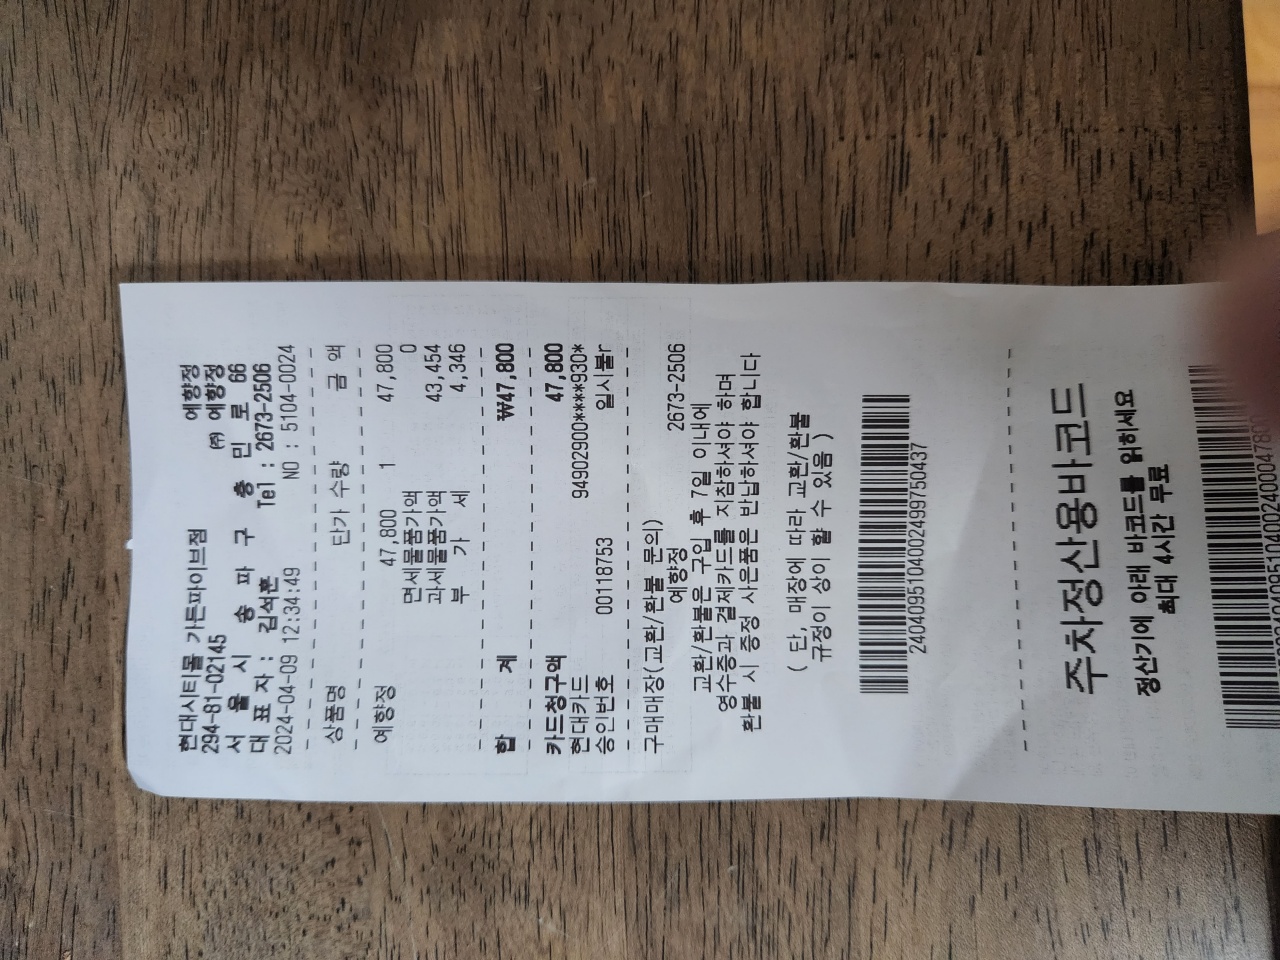 현대시티몰 가든파이브점 예향정
294-81-02145 ㈜ 예향정
서 울 시 송 파 구 충 민 로 66
대 표 자 : 김석훈 Tel : 2673-2506
2024-04-09 12:34:49 NO : 5104-0024
상품명 단가 수량 금 액
예향정 47,800 1 47,800
면세물품가액 0
과세물품가액 43,454
부 가 세 4,346
합 계 ₩47,800
카드청구액 47,800
현대카드 94902900****930*
승인번호 00118753 일시불r
구매매장(교환/환불 문의)
예향정 2673-2506
교환/환불은 구입 후 7일 이내에
영수증과 결제카드를 지참하셔야 하며
환불 시 증정 사은품은 반납하셔야 합니다
( 단, 매장에 따라 교환/환불
규정이 상이 할 수 있음 )
2404095104002499750437
주차정산용바코드
정산기에 아래 바코드를 읽히세요
최대 4시간 무료